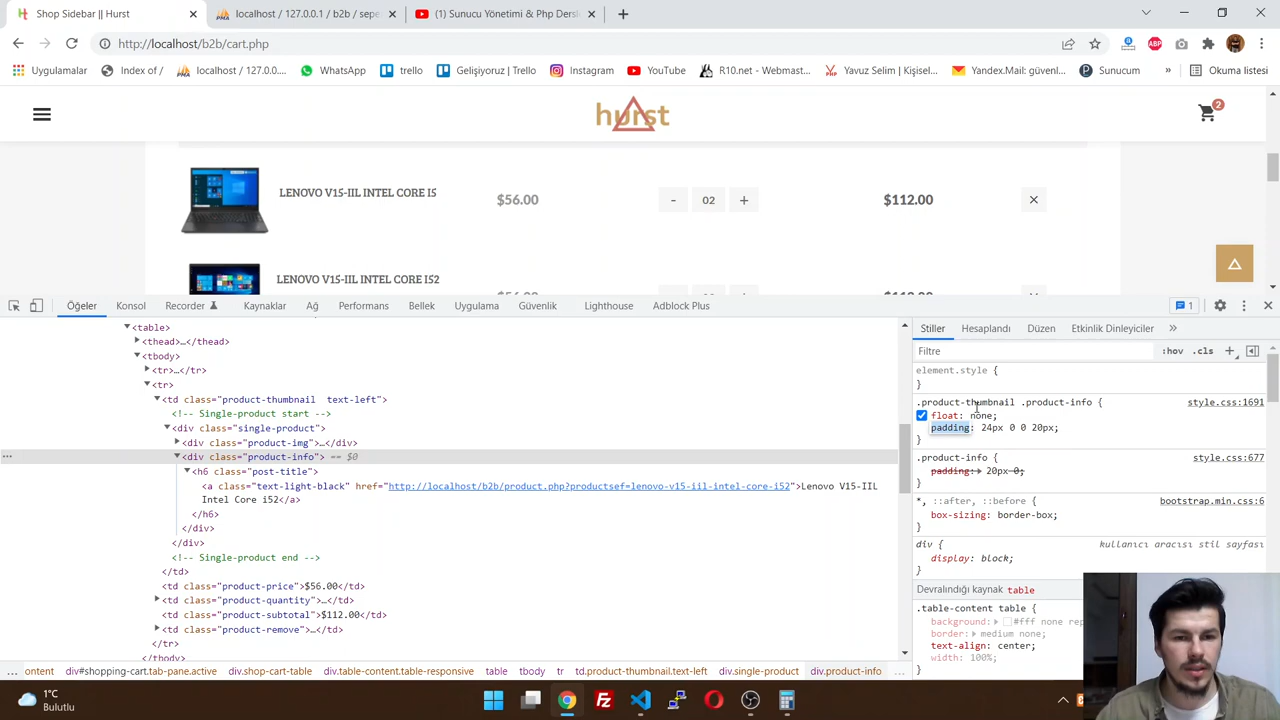 Shop Sidebar || Hurst
localhost / 127.0.0.1 / b2b / sepe
(1) Sunucu Yönetimi & Php Dersl
http://localhost/b2b/cart.php
Uygulamalar
Index of /
localhost / 127.0.0....
WhatsApp
trello
Gelişiyoruz | Trello
Instagram
YouTube
R10.net - Webmast...
Yavuz Selim | Kişisel...
Yandex.Mail: güvenl...
Sunucum
»
Okuma listesi
hurst
2
LENOVO V15-IIL INTEL CORE I5
$56.00
-
02
+
$112.00
×
LENOVO V15-IIL INTEL CORE I52
Öğeler
Konsol
Recorder
Kaynaklar
Ağ
Performans
Bellek
Uygulama
Güvenlik
Lighthouse
Adblock Plus
1
<table>
<thead>…</thead>
<tbody>
<tr>…</tr>
<tr>
<td class="product-thumbnail  text-left">
<!-- Single-product start -->
<div class="single-product">
<div class="product-img">…</div>
<div class="product-info"> == $0
<h6 class="post-title">
<a class="text-light-black" href="http://localhost/b2b/product.php?productsef=lenovo-v15-iil-intel-core-i52">Lenovo V15-IIL
Intel Core i52</a>
</h6>
</div>
</div>
<!-- Single-product end -->
</td>
<td class="product-price">$56.00</td>
<td class="product-quantity">…</td>
<td class="product-subtotal">$112.00</td>
<td class="product-remove">…</td>
</tr>
</tbody>
ontent
div#shopping-cart.tab-pane.active
div.shop-cart-table
div.table-content.table-responsive
table
tbody
tr
td.product-thumbnail.text-left
div.single-product
div.product-info
Stiller
Hesaplandı
Düzen
Etkinlik Dinleyiciler
»
Filtre
:hov
.cls
element.style {
}
.product-thumbnail .product-info {
style.css:1691
float: none;
padding: 24px 0 0 20px;
}
.product-info {
style.css:677
padding: 20px 0;
}
*, ::after, ::before {
bootstrap.min.css:6
box-sizing: border-box;
}
div {
kullanıcı aracısı stil sayfası
display: block;
}
Devralındığı kaynak table
.table-content table {
background: #fff none rep
border: medium none;
text-align: center;
width: 100%;
}
1°C
Bulutlu